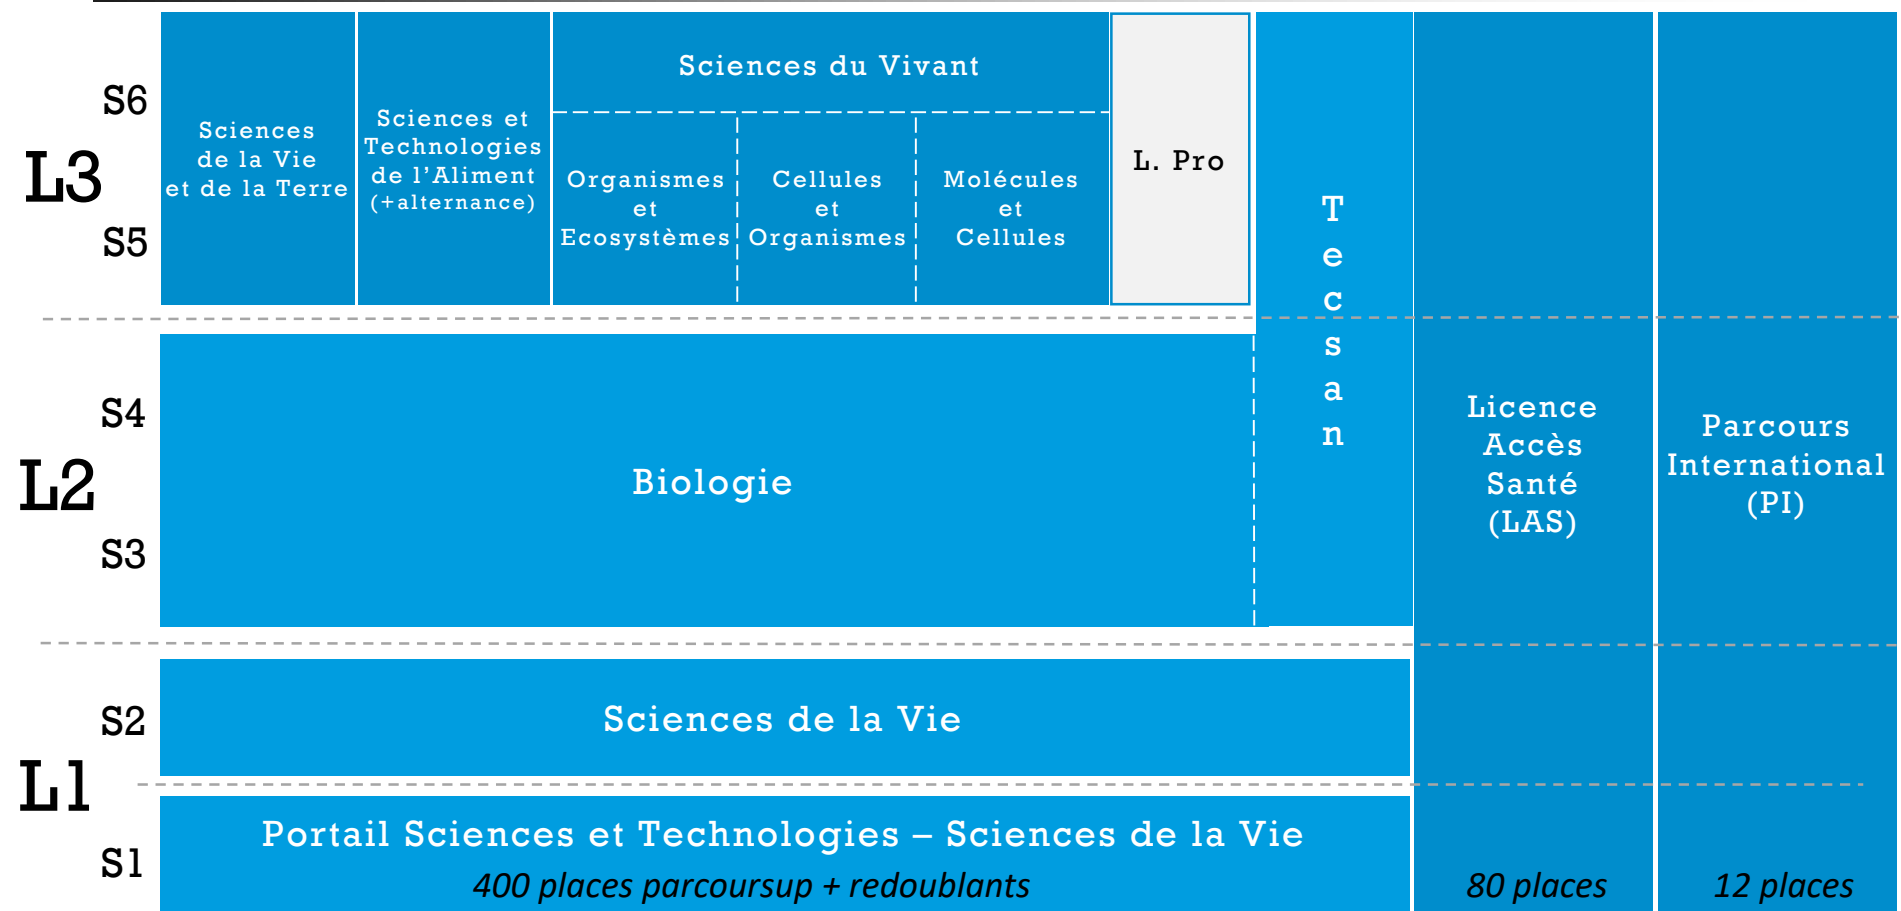 S6
L3
S5
Sciences
de la Vie
et de la Terre
Sciences et
Technologies
de l'Aliment
(+alternance)
Sciences du Vivant
Organismes
et
Ecosystèmes
Cellules
et
Organismes
Molécules
et
Cellules
L. Pro
T
e
c
s
a
n
S4
L2
S3
Biologie
Licence
Accès
Santé
(LAS)
Parcours
International
(PI)
S2
L1
S1
Sciences de la Vie
Portail Sciences et Technologies – Sciences de la Vie
400 places parcoursup + redoublants
80 places
12 places